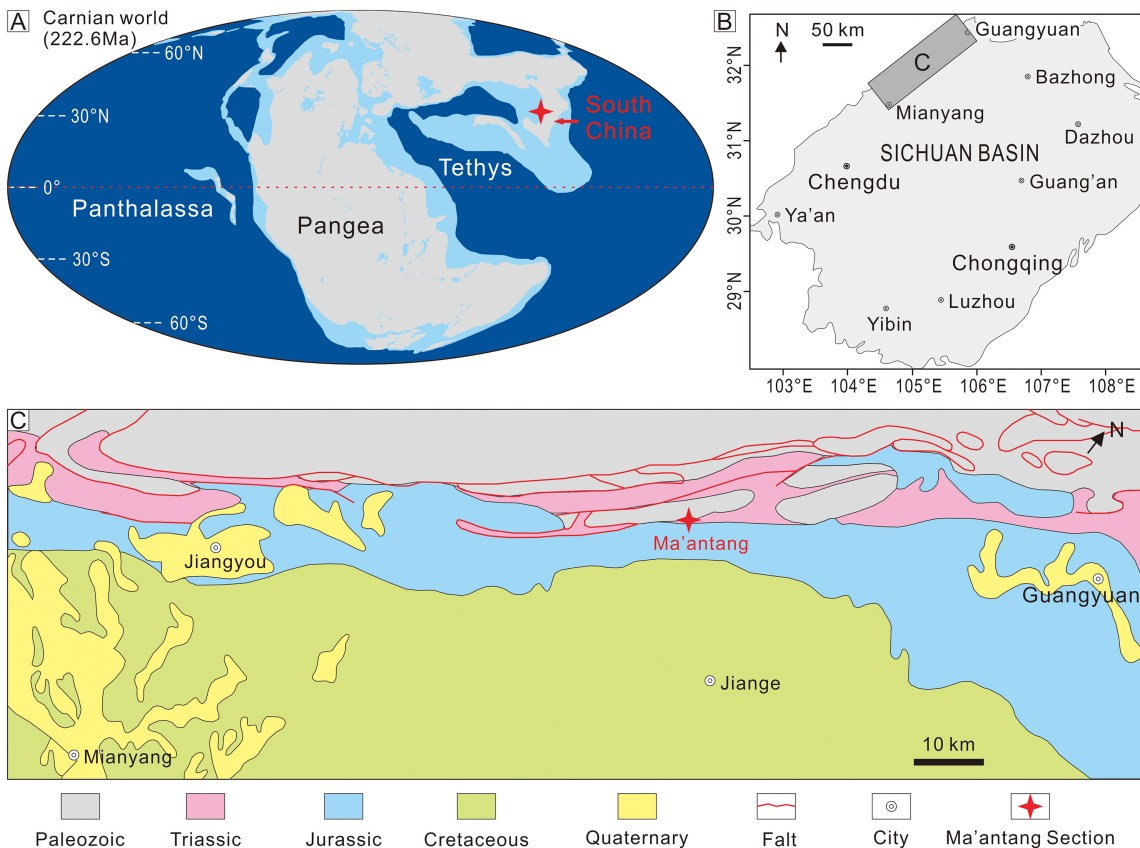 A
Carnian world
(222.6Ma)
60°N
30°N
0°
30°S
60°S
Panthalassa
Pangea
Tethys
South
China
B
N
50 km
C
Guangyuan
Bazhong
Mianyang
Dazhou
SICHUAN BASIN
Chengdu
Guang'an
Ya'an
Chongqing
Luzhou
Yibin
32°N
31°N
30°N
29°N
103°E
104°E
105°E
106°E
107°E
108°E
C
N
Ma'antang
Jiangyou
Guangyuan
Jiange
Mianyang
10 km
Paleozoic
Triassic
Jurassic
Cretaceous
Quaternary
Falt
City
Ma'antang Section